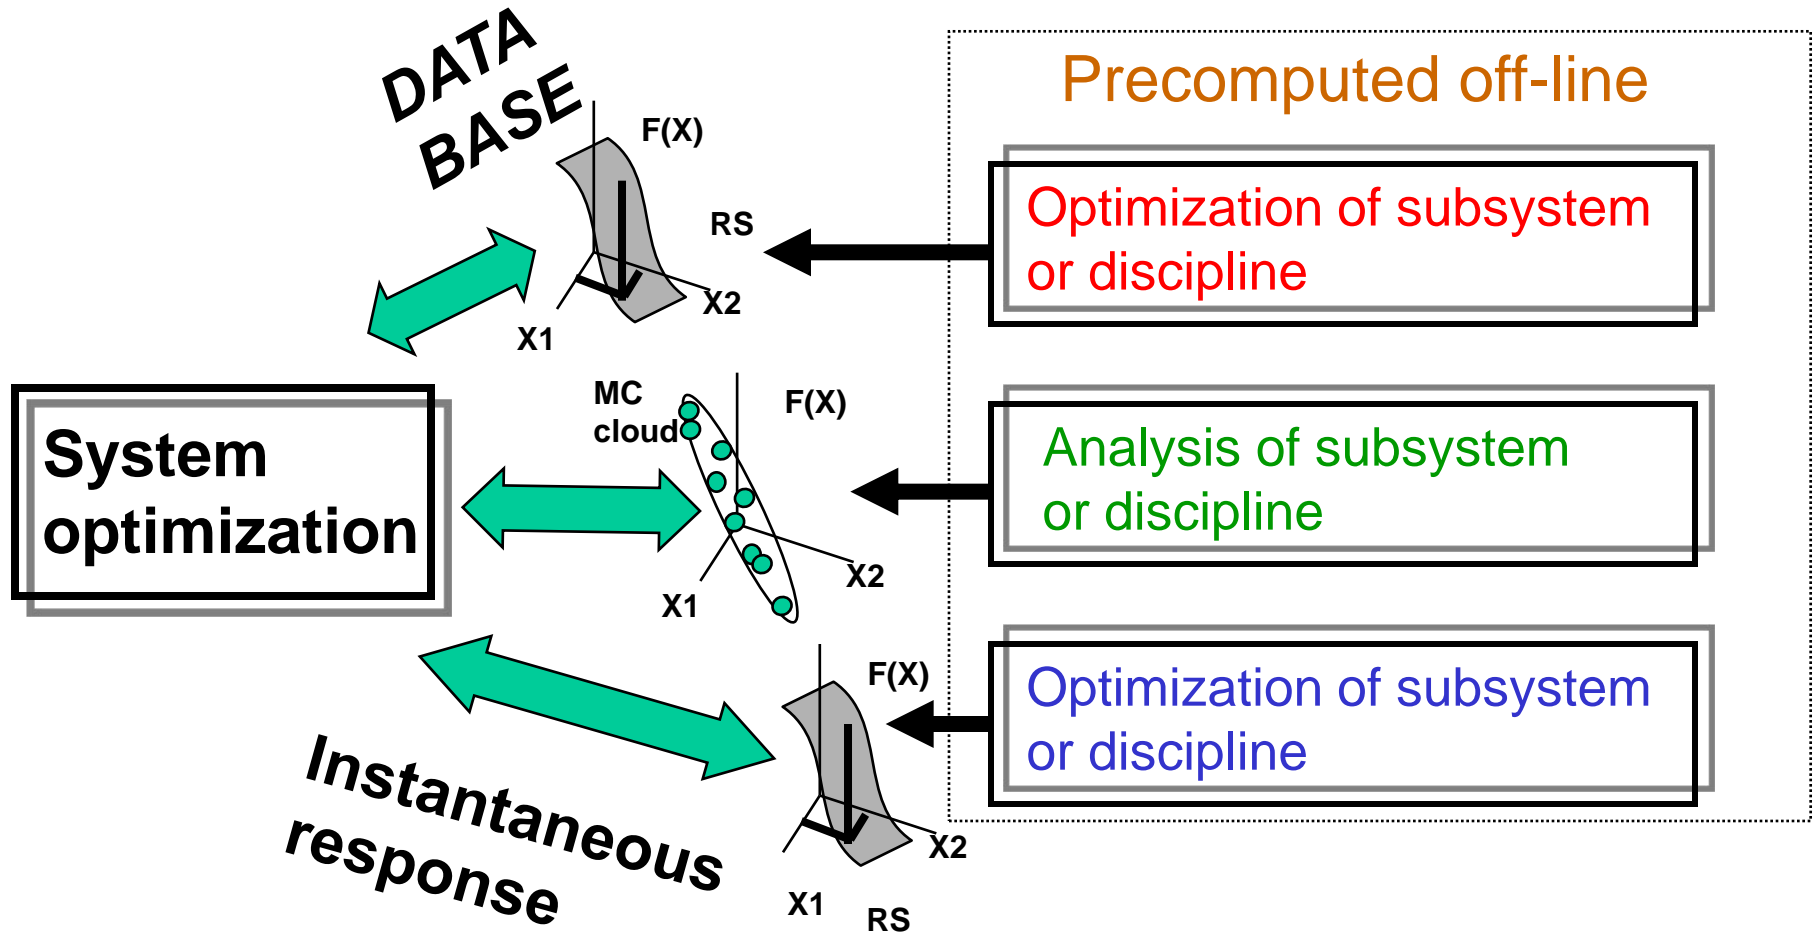 DATA
BASE
Precomputed off-line
F(X)
RS
X2
X1
Optimization of subsystem
or discipline
MC
cloud
F(X)
X2
X1
Analysis of subsystem
or discipline
System
optimization
F(X)
X2
X1
RS
Optimization of subsystem
or discipline
Instantaneous
response